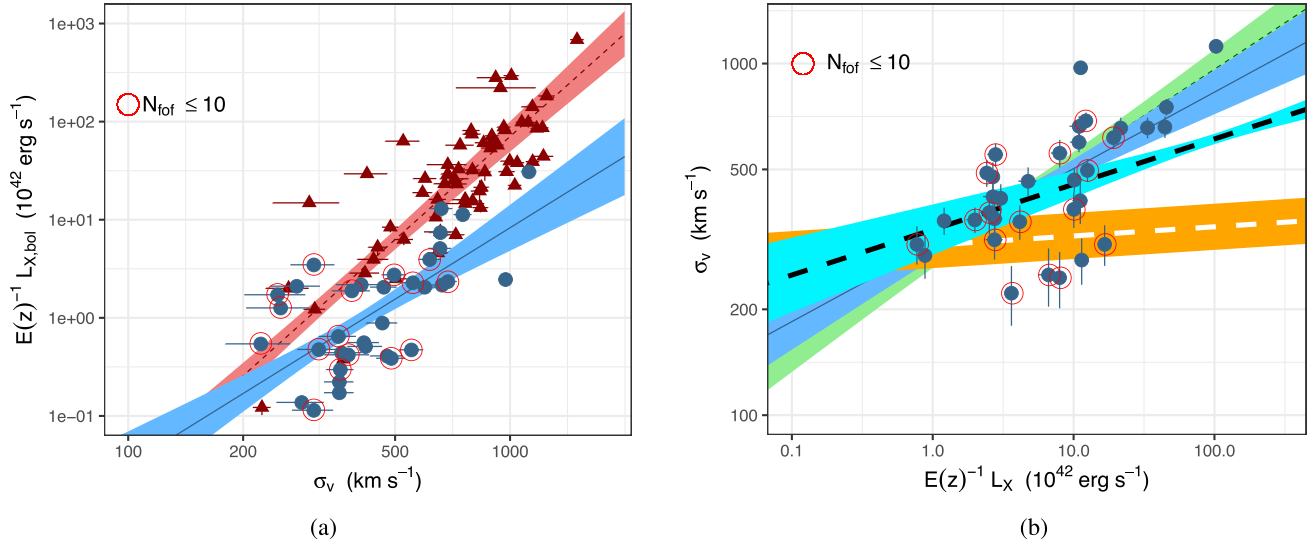 E(z)⁻¹ L_X,bol (10⁴² erg s⁻¹)
1e+03
1e+02
1e+01
1e+00
1e−01
N_fof ≤ 10
100 200 500 1000
σ_v (km s⁻¹)
(a)
σ_v (km s⁻¹)
1000
500
200
100
N_fof ≤ 10
0.1 1.0 10.0 100.0
E(z)⁻¹ L_X (10⁴² erg s⁻¹)
(b)